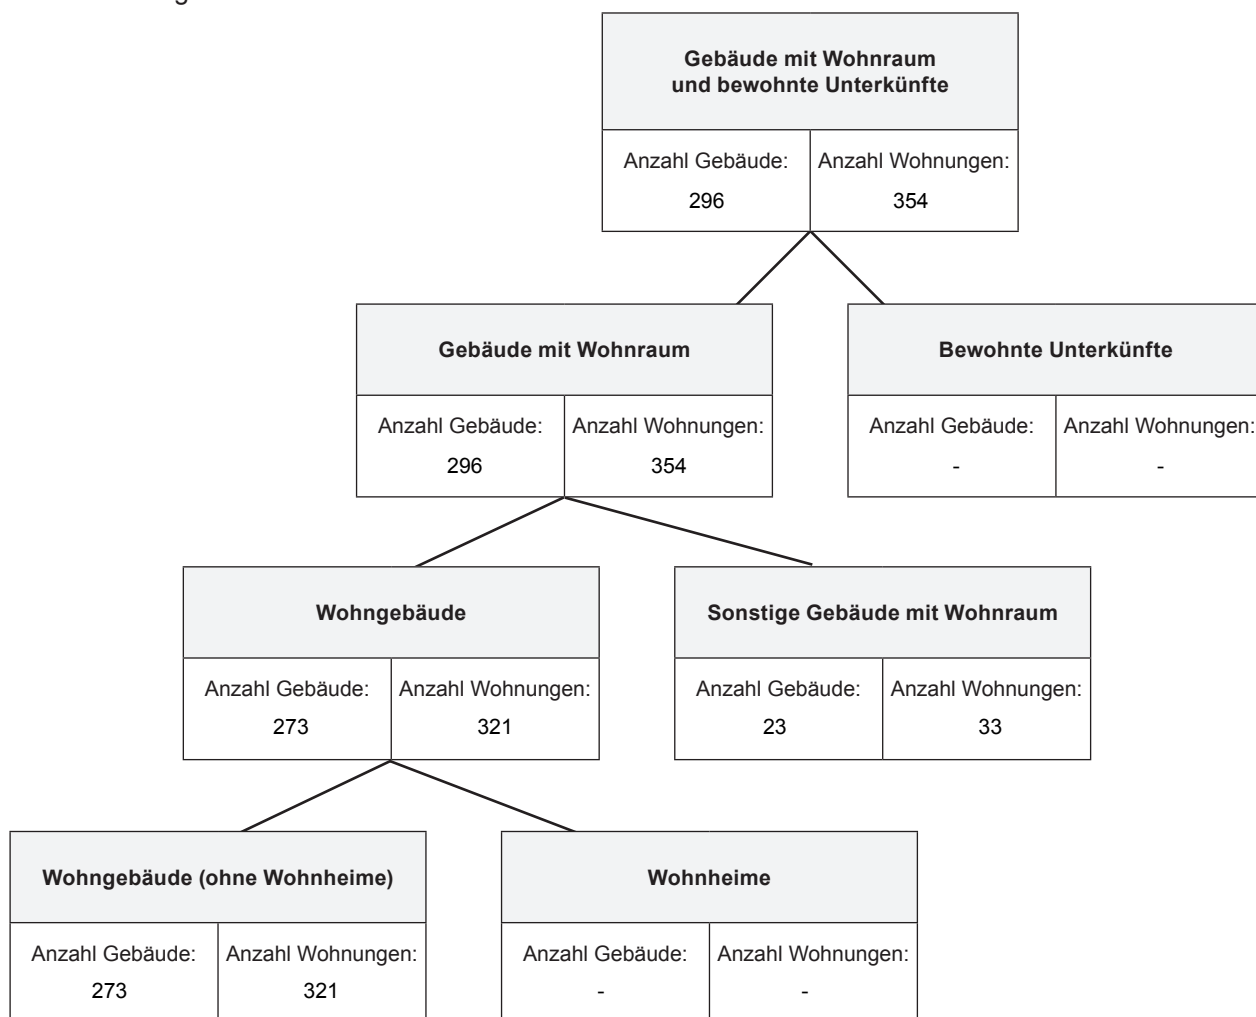 Gebäude mit Wohnraum
und bewohnte Unterkünfte
Anzahl Gebäude: Anzahl Wohnungen:
296 354
Gebäude mit Wohnraum
Bewohnte Unterkünfte
Anzahl Gebäude: Anzahl Wohnungen:
296 354
Anzahl Gebäude: Anzahl Wohnungen:
- -
Wohngebäude
Sonstige Gebäude mit Wohnraum
Anzahl Gebäude: Anzahl Wohnungen:
273 321
Anzahl Gebäude: Anzahl Wohnungen:
23 33
Wohngebäude (ohne Wohnheime)
Wohnheime
Anzahl Gebäude: Anzahl Wohnungen:
273 321
Anzahl Gebäude: Anzahl Wohnungen:
- -